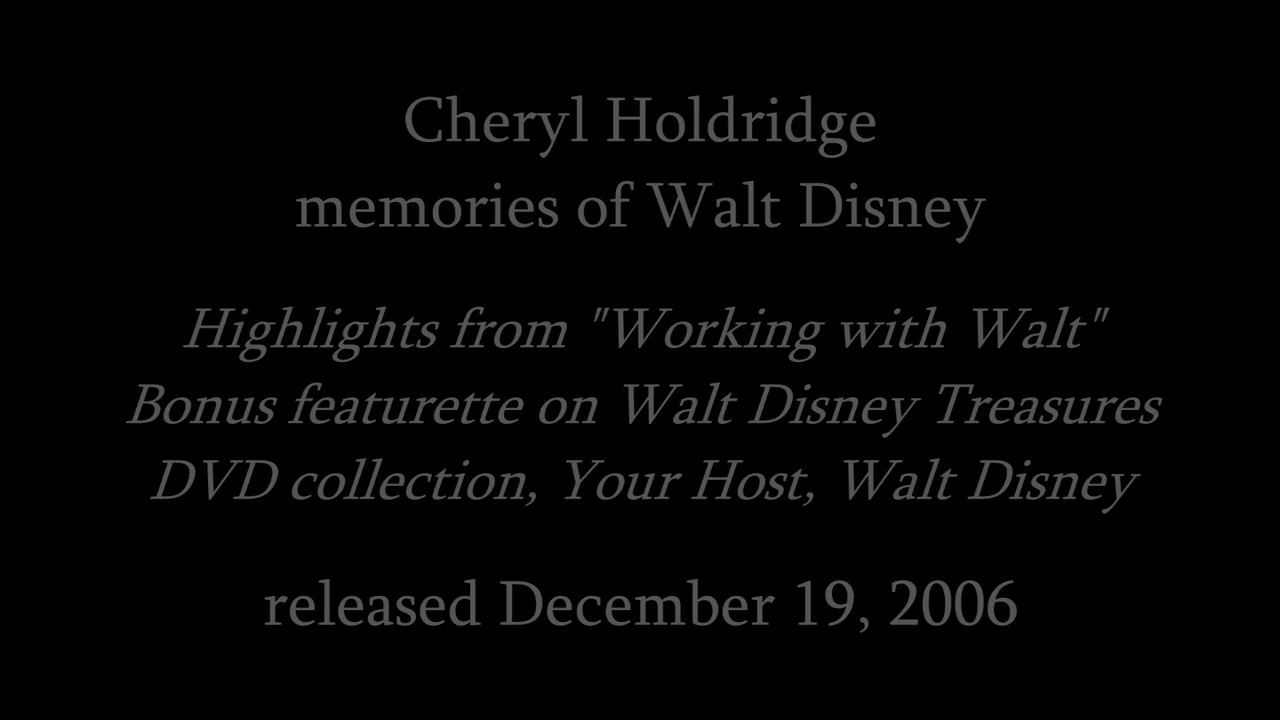 Cheryl Holdridge
memories of Walt Disney
Highlights from "Working with Walt"
Bonus featurette on Walt Disney Treasures
DVD collection, Your Host, Walt Disney
released December 19, 2006